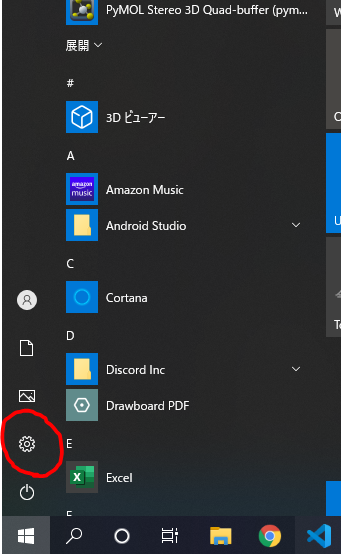 PyMOL Stereo 3D Quad-buffer (pym...
展開
#
3D ビューアー
A
amazon music
Amazon Music
Android Studio
C
Cortana
D
Discord Inc
Drawboard PDF
E
Excel